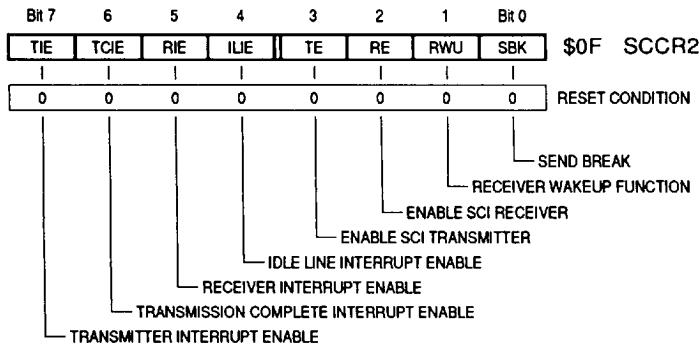 Bit 7 6 5 4 3 2 1 Bit 0
TIE TCIE RIE ILIE TE RE RWU SBK $0F SCCR2
0 0 0 0 0 0 0 0 RESET CONDITION
SEND BREAK
RECEIVER WAKEUP FUNCTION
ENABLE SCI RECEIVER
ENABLE SCI TRANSMITTER
IDLE LINE INTERRUPT ENABLE
RECEIVER INTERRUPT ENABLE
TRANSMISSION COMPLETE INTERRUPT ENABLE
TRANSMITTER INTERRUPT ENABLE